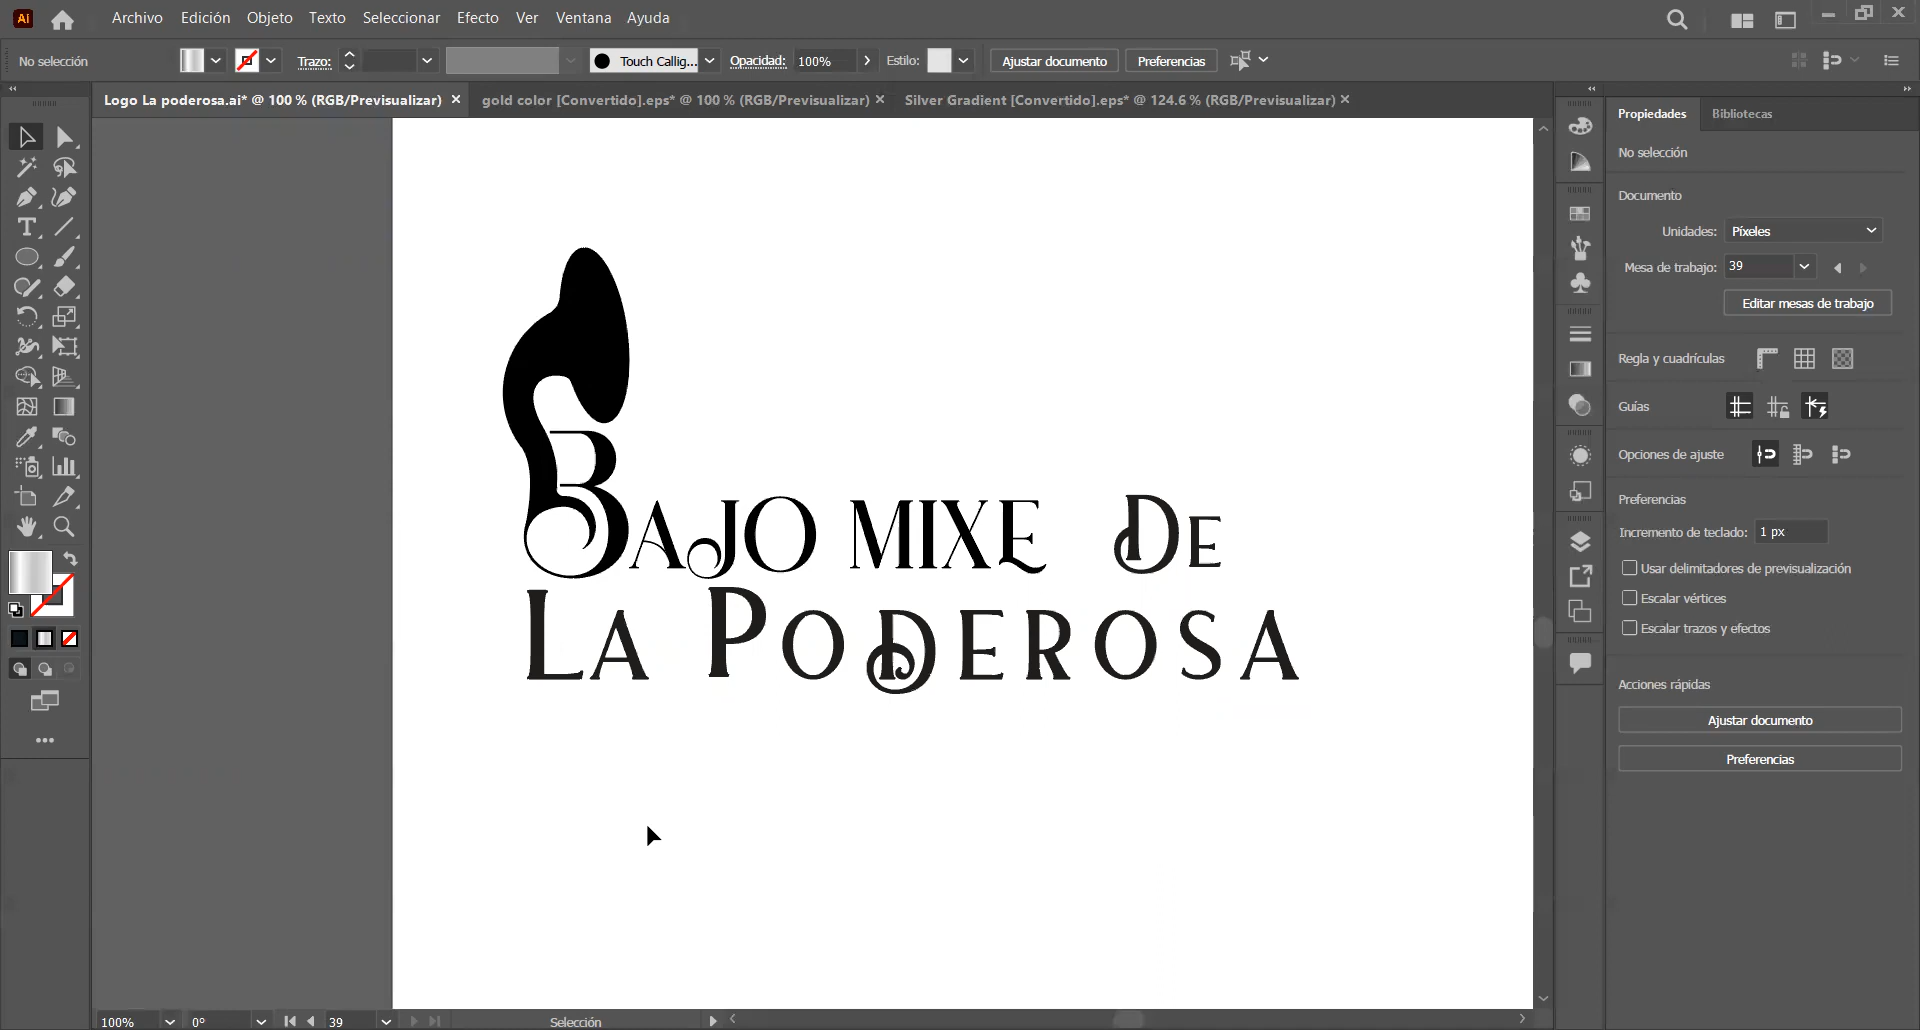 Ai Archivo Edición Objeto Texto Seleccionar Efecto Ver Ventana Ayuda
No selección Trazo: Touch Callig... Opacidad: 100% Estilo: Ajustar documento Preferencias
Logo La poderosa.ai* @ 100 % (RGB/Previsualizar) × gold color [Convertido].eps* @ 100 % (RGB/Previsualizar) × Silver Gradient [Convertido].eps* @ 124.6 % (RGB/Previsualizar) ×
BAJO MIXE DE
LA PODEROSA
Propiedades Bibliotecas
No selección
Documento
Unidades: Píxeles
Mesa de trabajo: 39
Editar mesas de trabajo
Regla y cuadrículas
Guías
Opciones de ajuste
Preferencias
Incremento de teclado: 1 px
Usar delimitadores de previsualización
Escalar vértices
Escalar trazos y efectos
Acciones rápidas
Ajustar documento
Preferencias
100% 0° 39 Selección